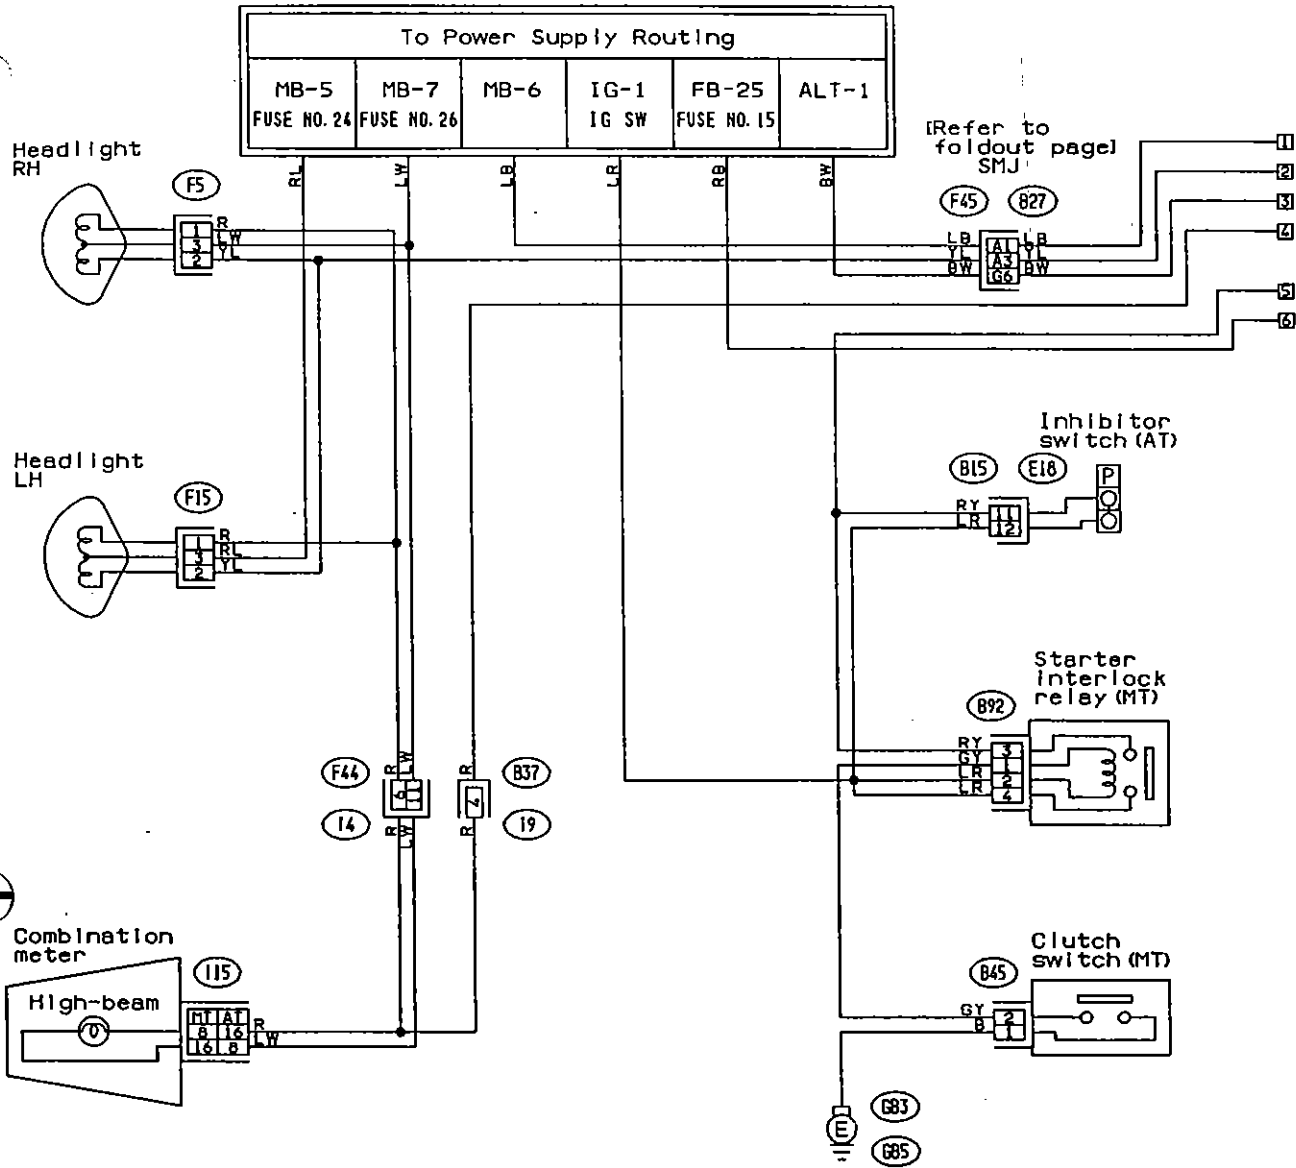 To Power Supply Routing
MB-5 MB-7 MB-6 IG-1 FB-25 ALT-1
FUSE NO. 24 FUSE NO. 26 IG SW FUSE NO. 15
RL LW LB LR RB BW
[Refer to
foldout page]
SMJ
F45 B27
LB A1 LB
YL A3 YL
BW G6 BW
1
2
3
4
5
6
Headlight
RH
F5
1 R
3 LW
2 YL
Headlight
LH
F15
1 R
3 RL
2 YL
Inhibitor
switch (AT)
B15 E18
P
RY 11
LR 12
Starter
interlock
relay (MT)
B92
RY 3
GY 1
LR 2
LR 4
R LW R
F44 B37
4
I4 I9
R LW R
Combination
meter
I15
High-beam
MT AT
8 16 R
16 8 LW
Clutch
switch (MT)
B45
GY 2
B 1
E
GB3
GB5